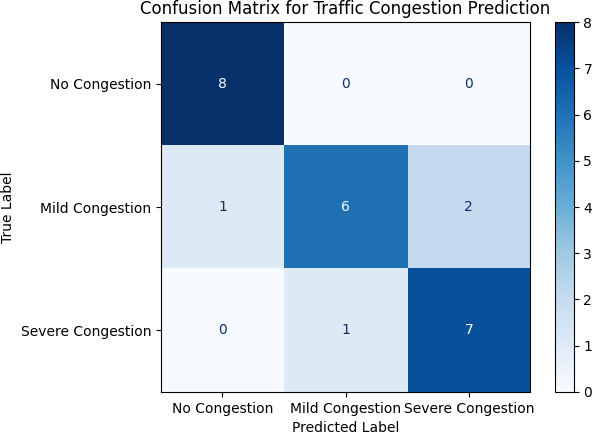 Confusion Matrix for Traffic Congestion Prediction
True Label
No Congestion 8 0 0
Mild Congestion 1 6 2
Severe Congestion 0 1 7
No Congestion Mild Congestion Severe Congestion
Predicted Label
8
7
6
5
4
3
2
1
0